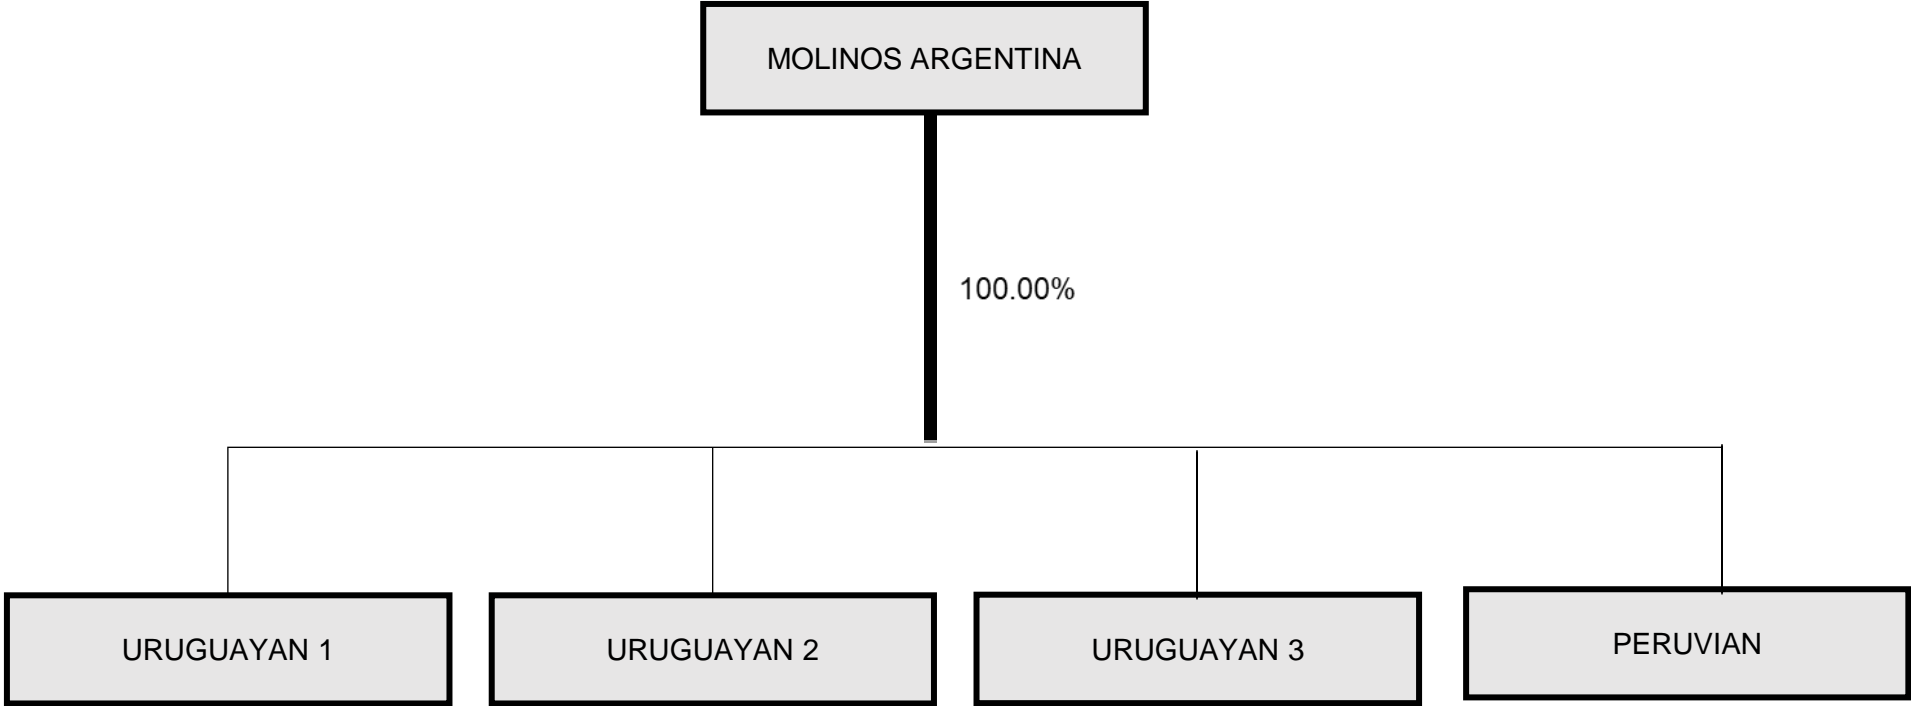 MOLINOS ARGENTINA
100.00%
URUGUAYAN 1
URUGUAYAN 2
URUGUAYAN 3
PERUVIAN